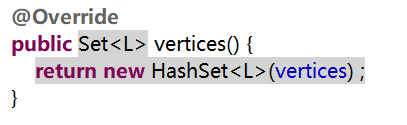 @Override
public Set<L> vertices() {
return new HashSet<L>(vertices) ;
}